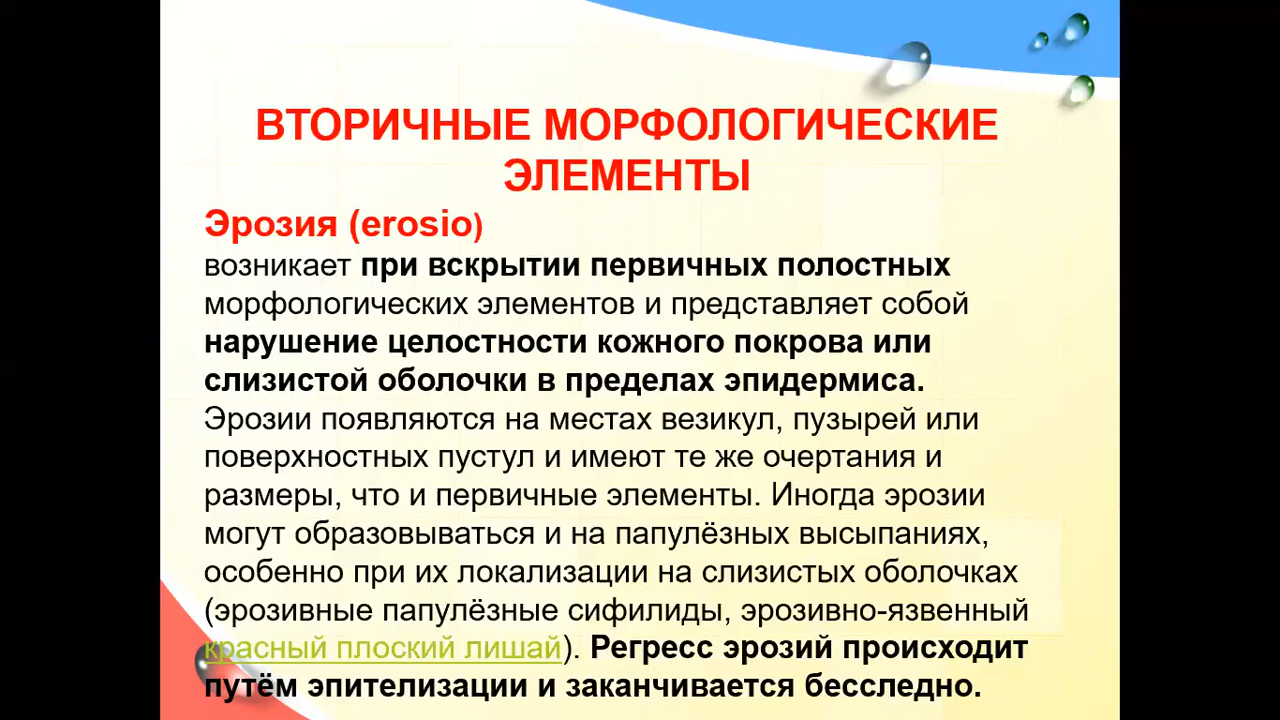 ВТОРИЧНЫЕ МОРФОЛОГИЧЕСКИЕ
ЭЛЕМЕНТЫ
Эрозия (erosio)
возникает при вскрытии первичных полостных
морфологических элементов и представляет собой
нарушение целостности кожного покрова или
слизистой оболочки в пределах эпидермиса.
Эрозии появляются на местах везикул, пузырей или
поверхностных пустул и имеют те же очертания и
размеры, что и первичные элементы. Иногда эрозии
могут образовываться и на папулёзных высыпаниях,
особенно при их локализации на слизистых оболочках
(эрозивные папулёзные сифилиды, эрозивно-язвенный
красный плоский лишай). Регресс эрозий происходит
путём эпителизации и заканчивается бесследно.